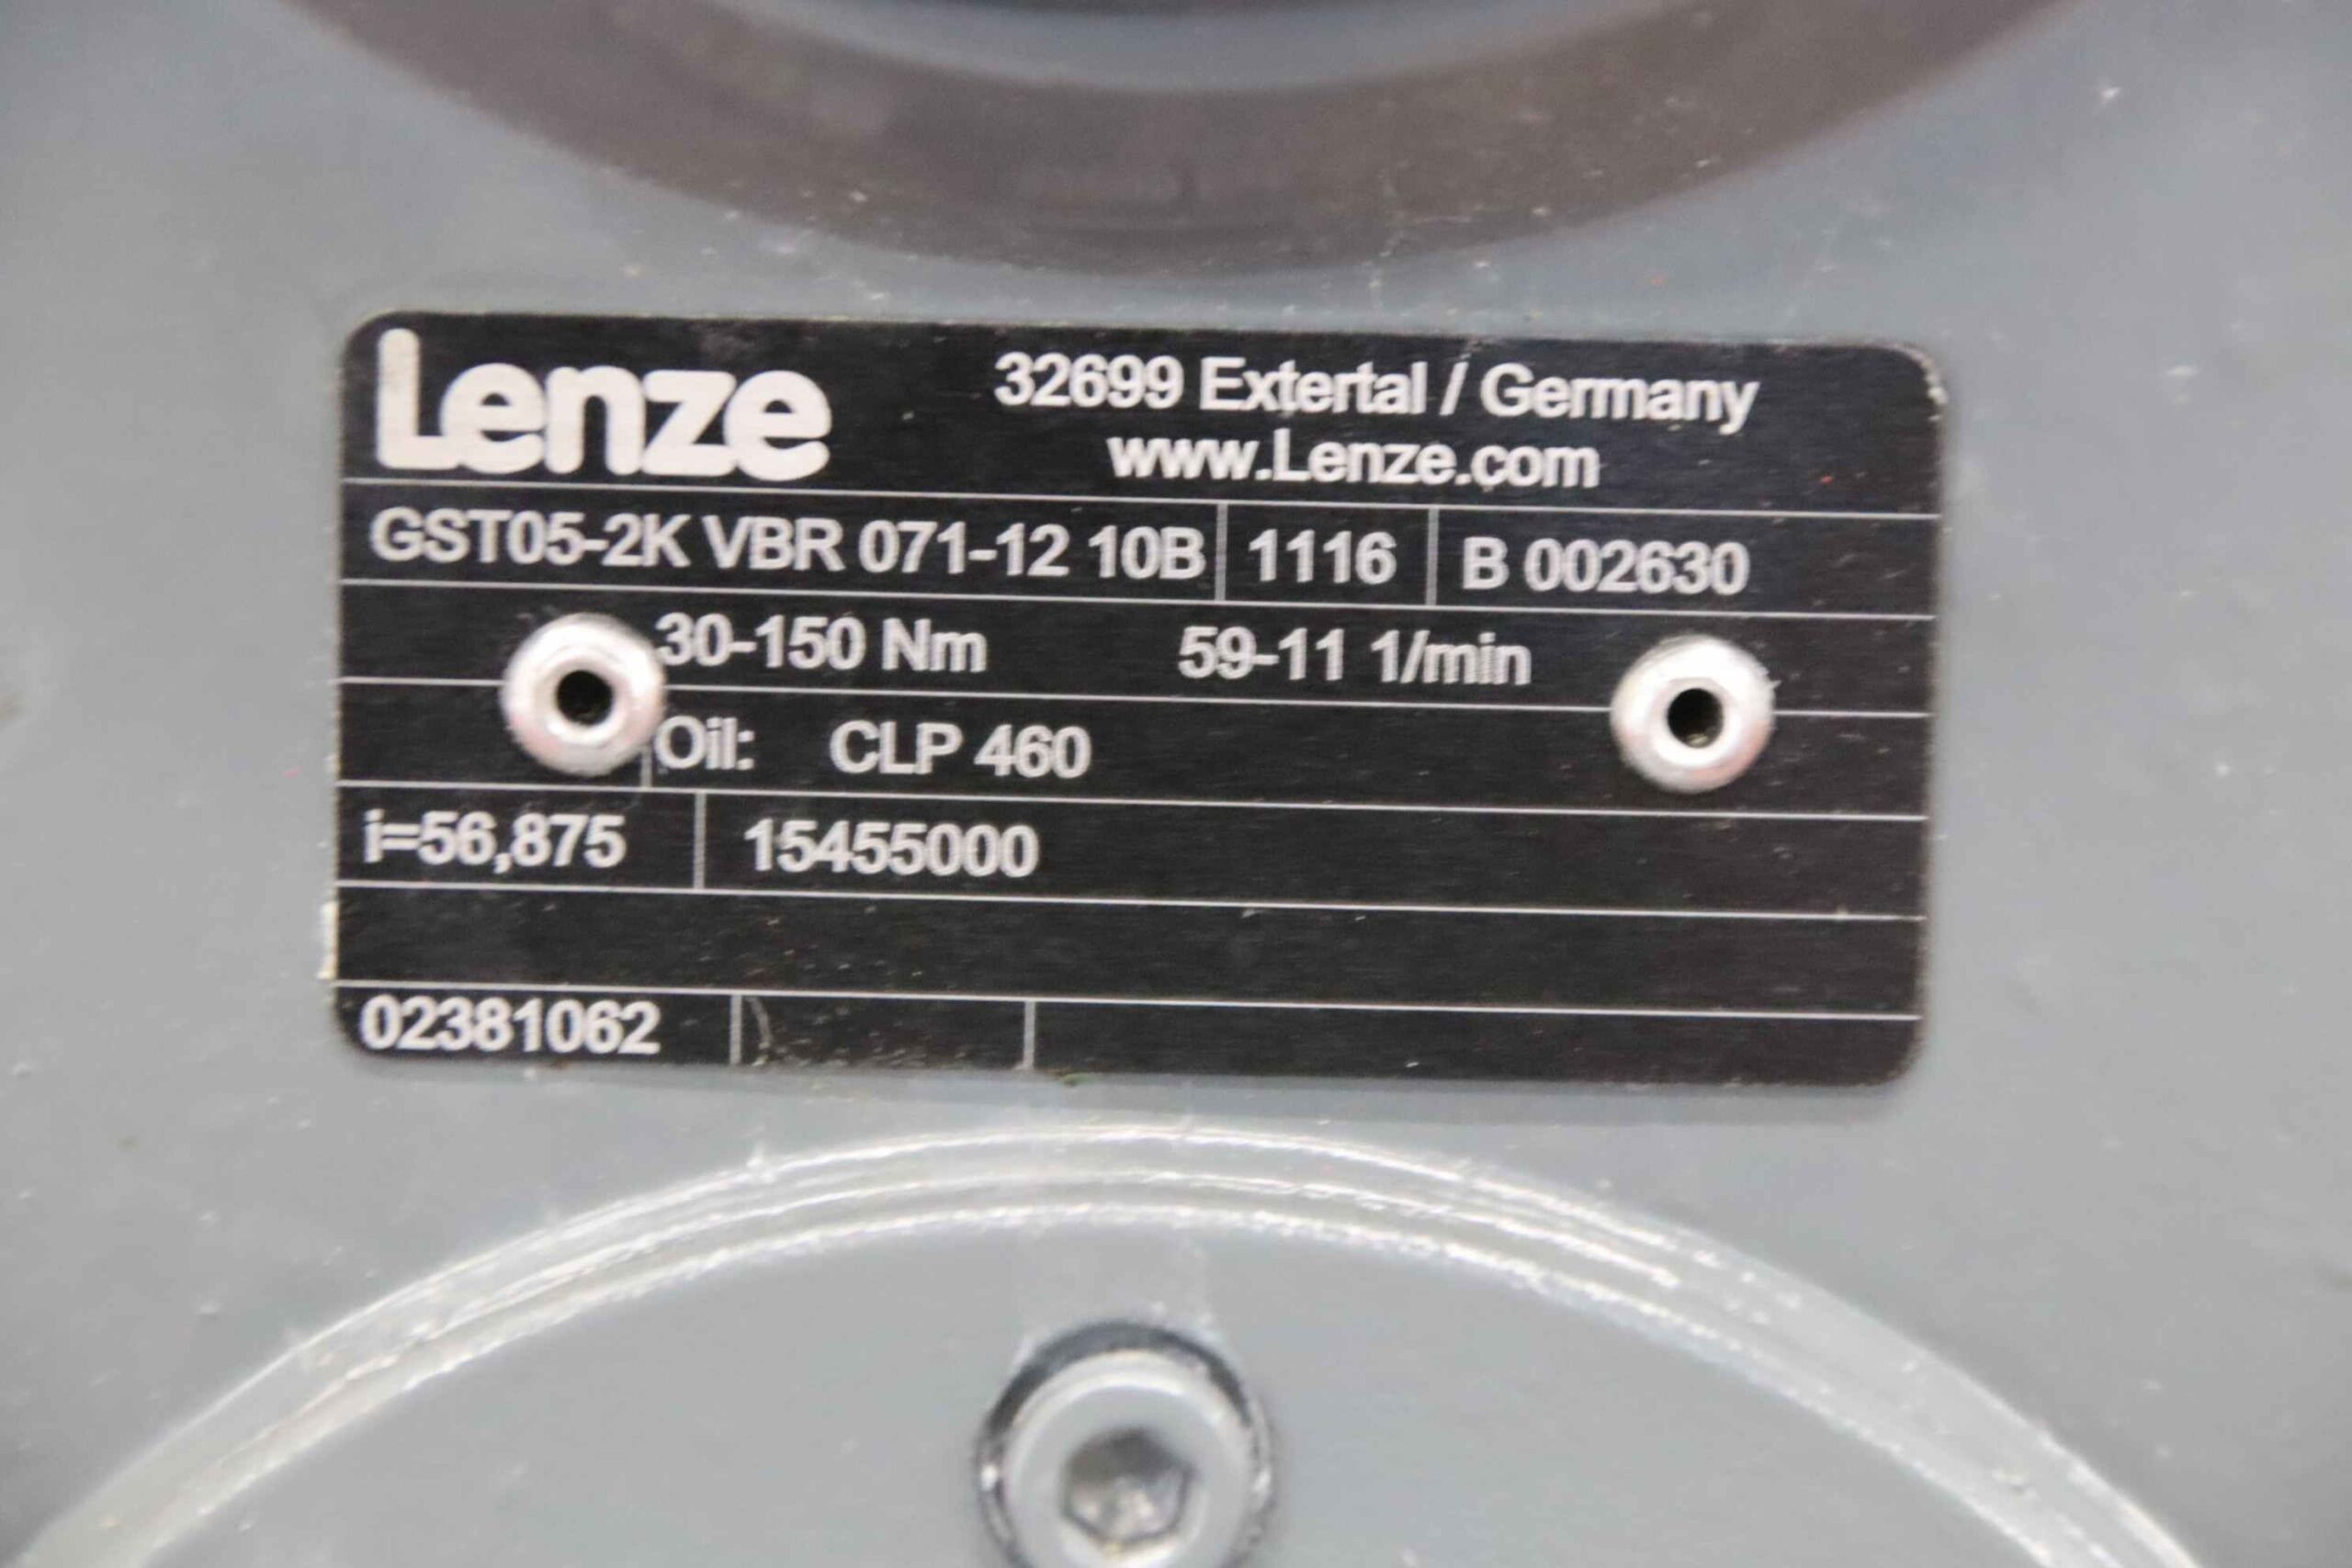 Lenze
32699 Extertal / Germany
www.Lenze.com
GST05-2K VBR 071-12 10B 1116 B 002630
30-150 Nm 59-11 1/min
Oil: CLP 460
i=56,875 15455000
02381062